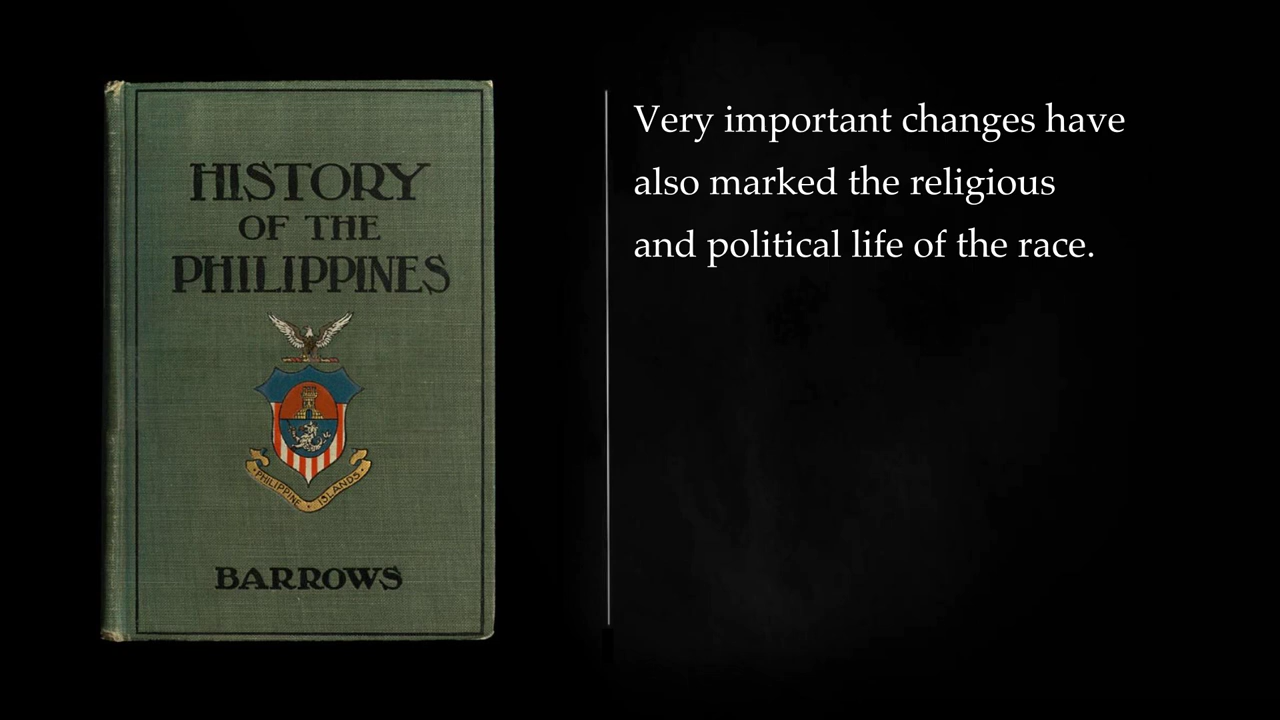 HISTORY
OF THE
PHILIPPINES
PHILIPPINE ISLANDS
BARROWS
Very important changes have
also marked the religious
and political life of the race.